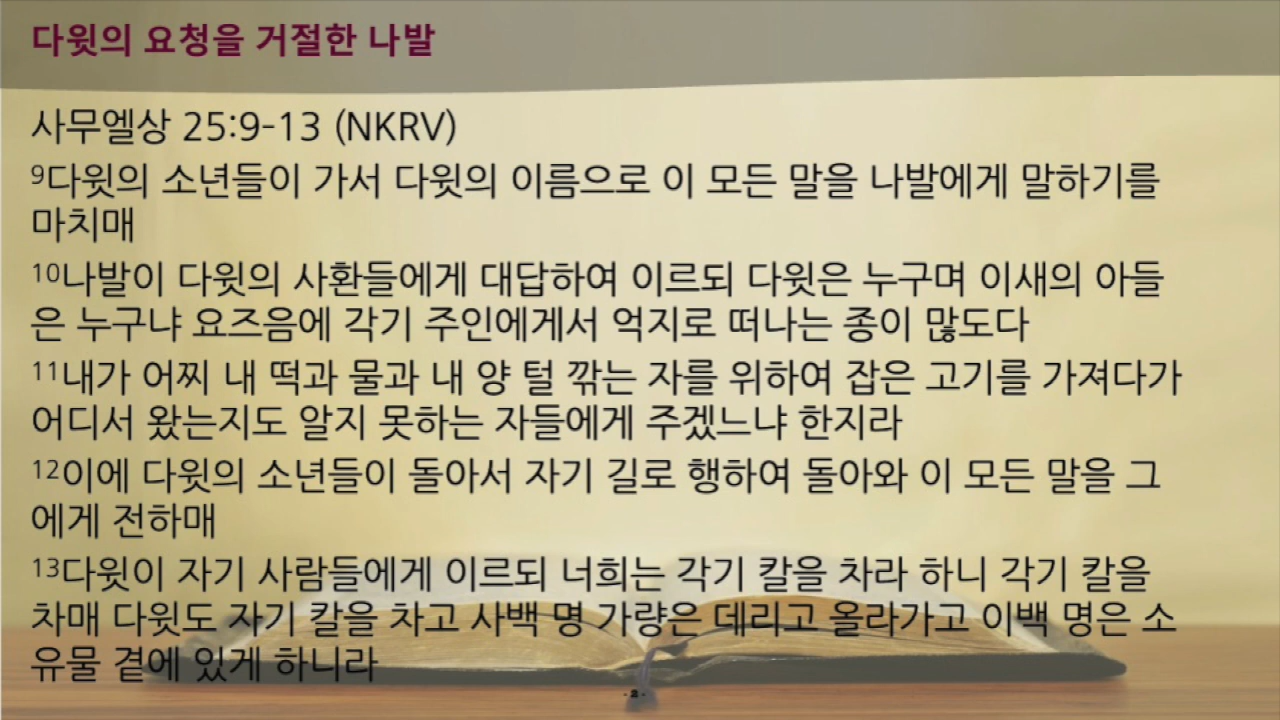 다윗의 요청을 거절한 나발
사무엘상 25:9-13 (NKRV)
9다윗의 소년들이 가서 다윗의 이름으로 이 모든 말을 나발에게 말하기를
마치매
10나발이 다윗의 사환들에게 대답하여 이르되 다윗은 누구며 이새의 아들
은 누구냐 요즈음에 각기 주인에게서 억지로 떠나는 종이 많도다
11내가 어찌 내 떡과 물과 내 양 털 깎는 자를 위하여 잡은 고기를 가져다가
어디서 왔는지도 알지 못하는 자들에게 주겠느냐 한지라
12이에 다윗의 소년들이 돌아서 자기 길로 행하여 돌아와 이 모든 말을 그
에게 전하매
13다윗이 자기 사람들에게 이르되 너희는 각기 칼을 차라 하니 각기 칼을
차매 다윗도 자기 칼을 차고 사백 명 가량은 데리고 올라가고 이백 명은 소
유물 곁에 있게 하니라
- 2 -